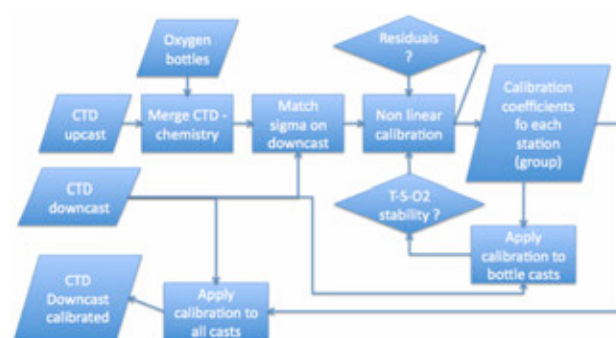 Oxygen
bottles
Residuals
?
CTD
upcast
Merge CTD -
chemistry
Match
sigma on
downcast
Non linear
calibration
Calibration
coefficients
fo each
station
(group)
CTD
downcast
T-S-O2
stability ?
Apply
calibration to
bottle casts
CTD
Downcast
calibrated
Apply
calibration to
all casts